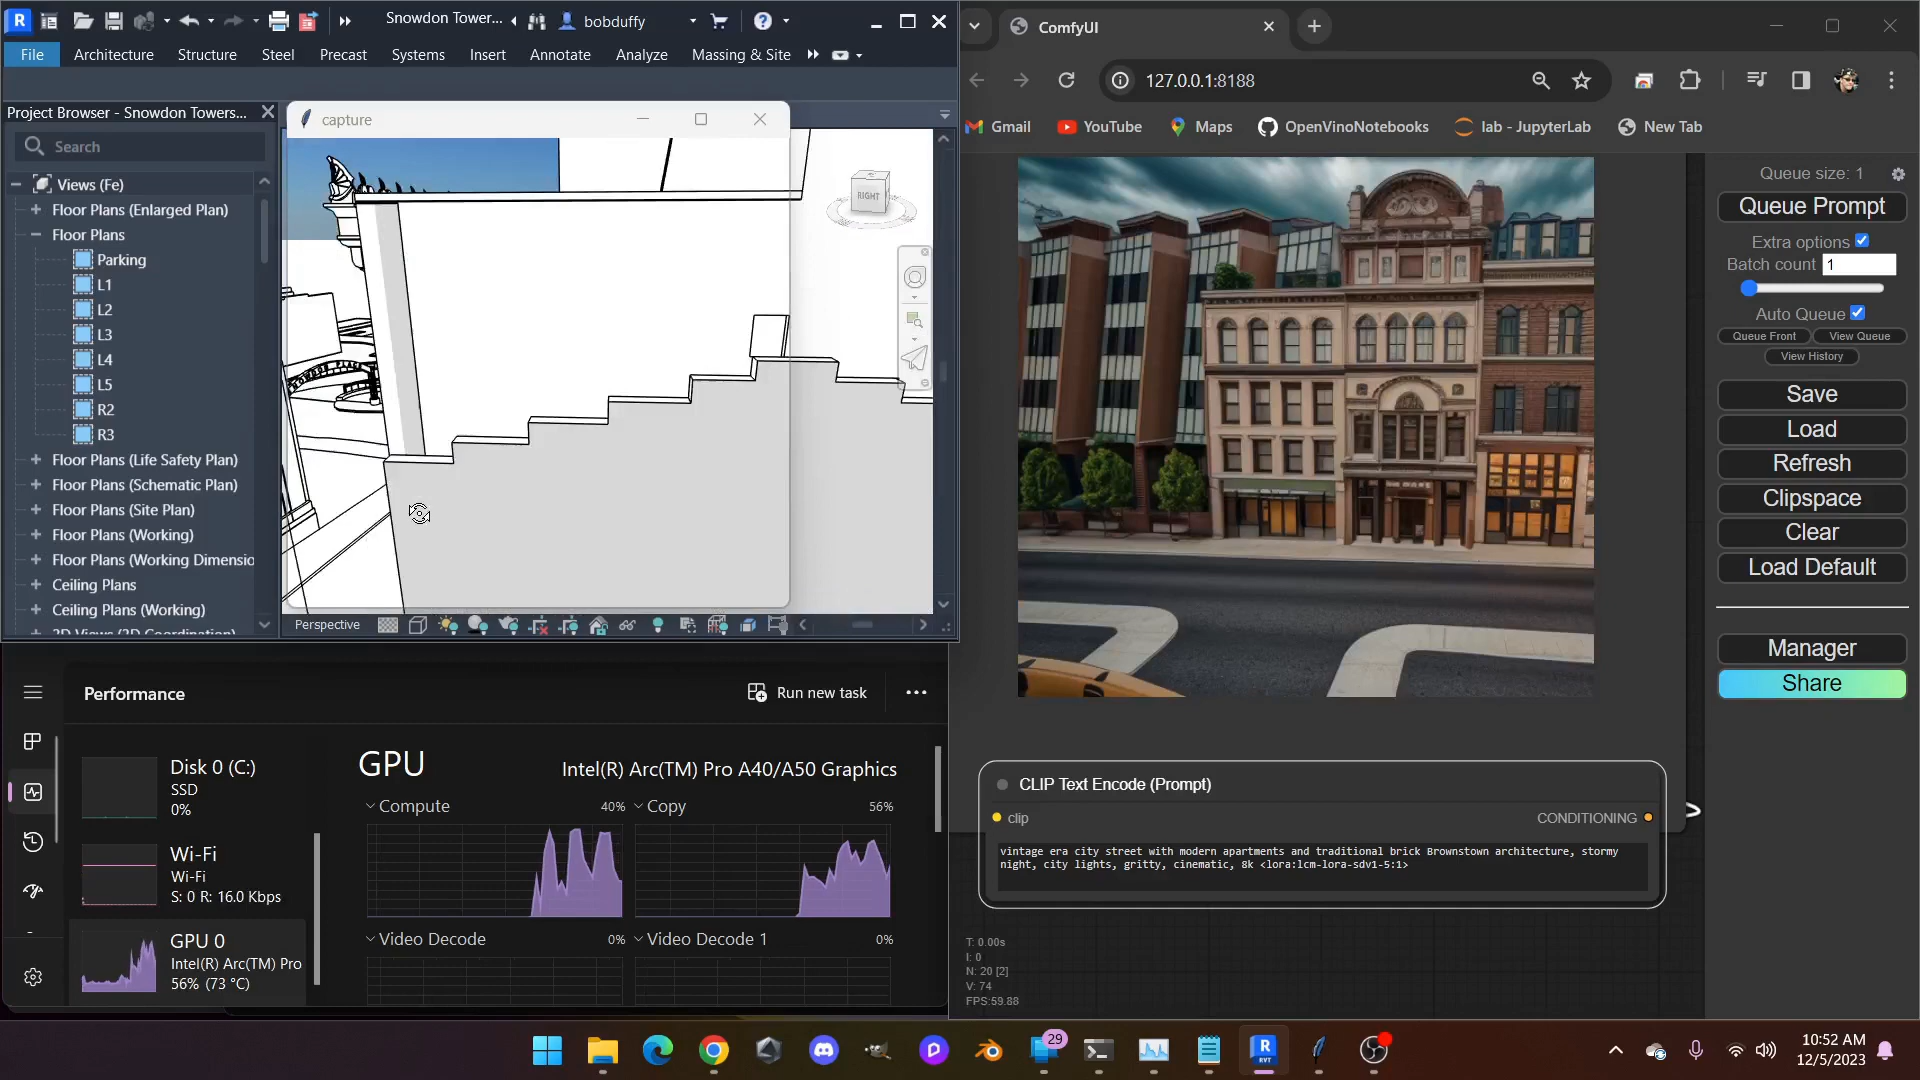 Snowdon Tower...
bobduffy
File
Architecture
Structure
Steel
Precast
Systems
Insert
Annotate
Analyze
Massing & Site
Project Browser - Snowdon Towers...
Search
Views (Fe)
Floor Plans (Enlarged Plan)
Floor Plans
Parking
L1
L2
L3
L4
L5
R2
R3
Floor Plans (Life Safety Plan)
Floor Plans (Schematic Plan)
Floor Plans (Site Plan)
Floor Plans (Working)
Floor Plans (Working Dimensio
Ceiling Plans
Ceiling Plans (Working)
3D Views (3D Coordination)
capture
RIGHT
Perspective
ComfyUI
127.0.0.1:8188
Gmail
YouTube
Maps
OpenVinoNotebooks
lab - JupyterLab
New Tab
Queue size: 1
Queue Prompt
Extra options
Batch count 1
Auto Queue
Queue Front
View Queue
View History
Save
Load
Refresh
Clipspace
Clear
Load Default
Manager
Share
CLIP Text Encode (Prompt)
clip
CONDITIONING
vintage era city street with modern apartments and traditional brick Brownstown architecture, stormy
night, city lights, gritty, cinematic, 8k <lora:lcm-lora-sdv1-5:1>
T: 0.00s
I: 0
N: 20 [2]
V: 74
FPS:59.88
Performance
Run new task
Disk 0 (C:)
SSD
0%
Wi-Fi
Wi-Fi
S: 0 R: 16.0 Kbps
GPU 0
Intel(R) Arc(TM) Pro
56% (73 °C)
GPU
Intel(R) Arc(TM) Pro A40/A50 Graphics
Compute
40%
Copy
56%
Video Decode
0%
Video Decode 1
0%
29
R
RVT
10:52 AM
12/5/2023